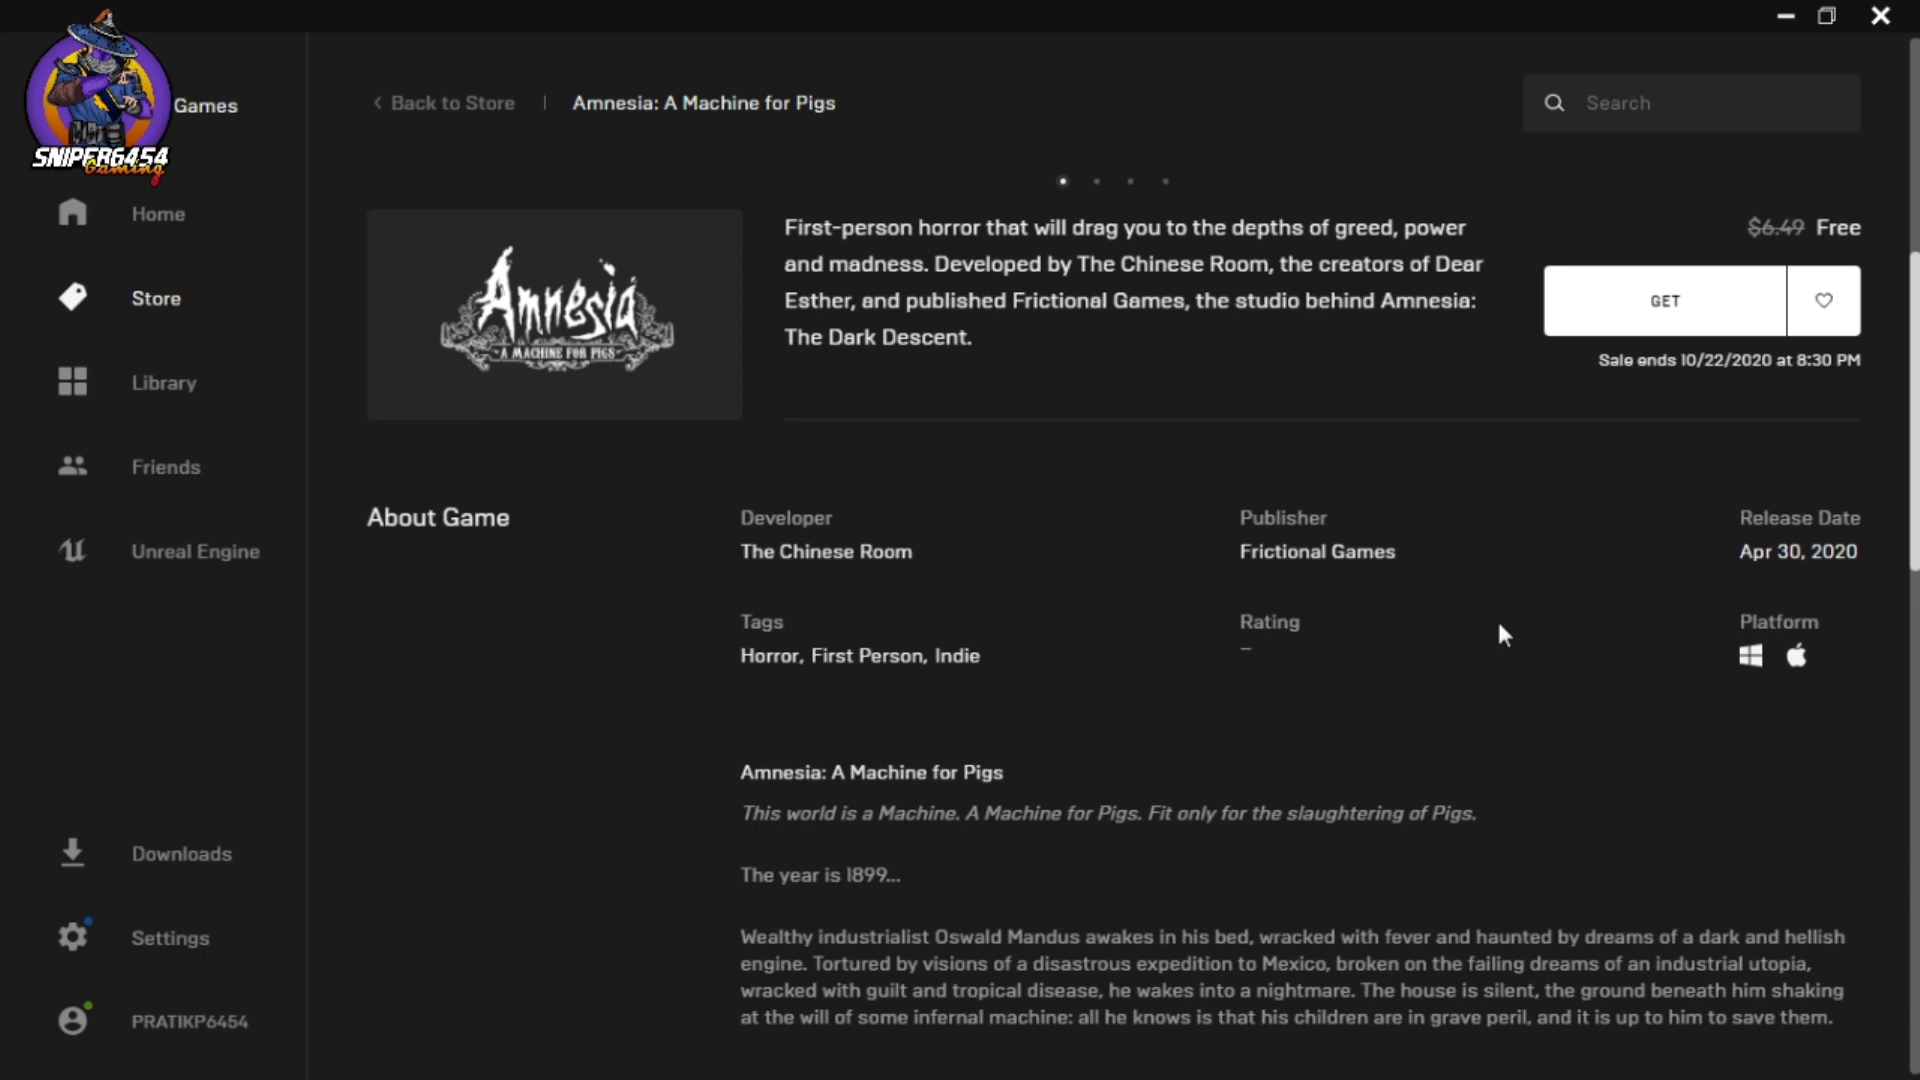 SNIPER6454
Gaming
Games
Back to Store
Amnesia: A Machine for Pigs
Search
Home
Store
Library
Friends
Unreal Engine
Downloads
Settings
PRATIKP6454
Amnesia
A MACHINE FOR PIGS
First-person horror that will drag you to the depths of greed, power
and madness. Developed by The Chinese Room, the creators of Dear
Esther, and published Frictional Games, the studio behind Amnesia:
The Dark Descent.
$6.49 Free
GET
Sale ends 10/22/2020 at 8:30 PM
About Game
Developer
The Chinese Room
Publisher
Frictional Games
Release Date
Apr 30, 2020
Tags
Horror, First Person, Indie
Rating
–
Platform
Amnesia: A Machine for Pigs
This world is a Machine. A Machine for Pigs. Fit only for the slaughtering of Pigs.
The year is 1899...
Wealthy industrialist Oswald Mandus awakes in his bed, wracked with fever and haunted by dreams of a dark and hellish
engine. Tortured by visions of a disastrous expedition to Mexico, broken on the failing dreams of an industrial utopia,
wracked with guilt and tropical disease, he wakes into a nightmare. The house is silent, the ground beneath him shaking
at the will of some infernal machine: all he knows is that his children are in grave peril, and it is up to him to save them.